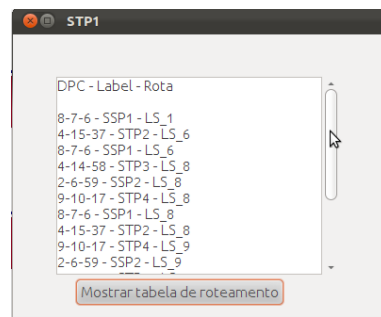 STP1
DPC - Label - Rota
8-7-6 - SSP1 - LS_1
4-15-37 - STP2 - LS_6
8-7-6 - SSP1 - LS_6
4-14-58 - STP3 - LS_8
2-6-59 - SSP2 - LS_8
9-10-17 - STP4 - LS_8
8-7-6 - SSP1 - LS_8
4-15-37 - STP2 - LS_8
9-10-17 - STP4 - LS_9
2-6-59 - SSP2 - LS_9
Mostrar tabela de roteamento